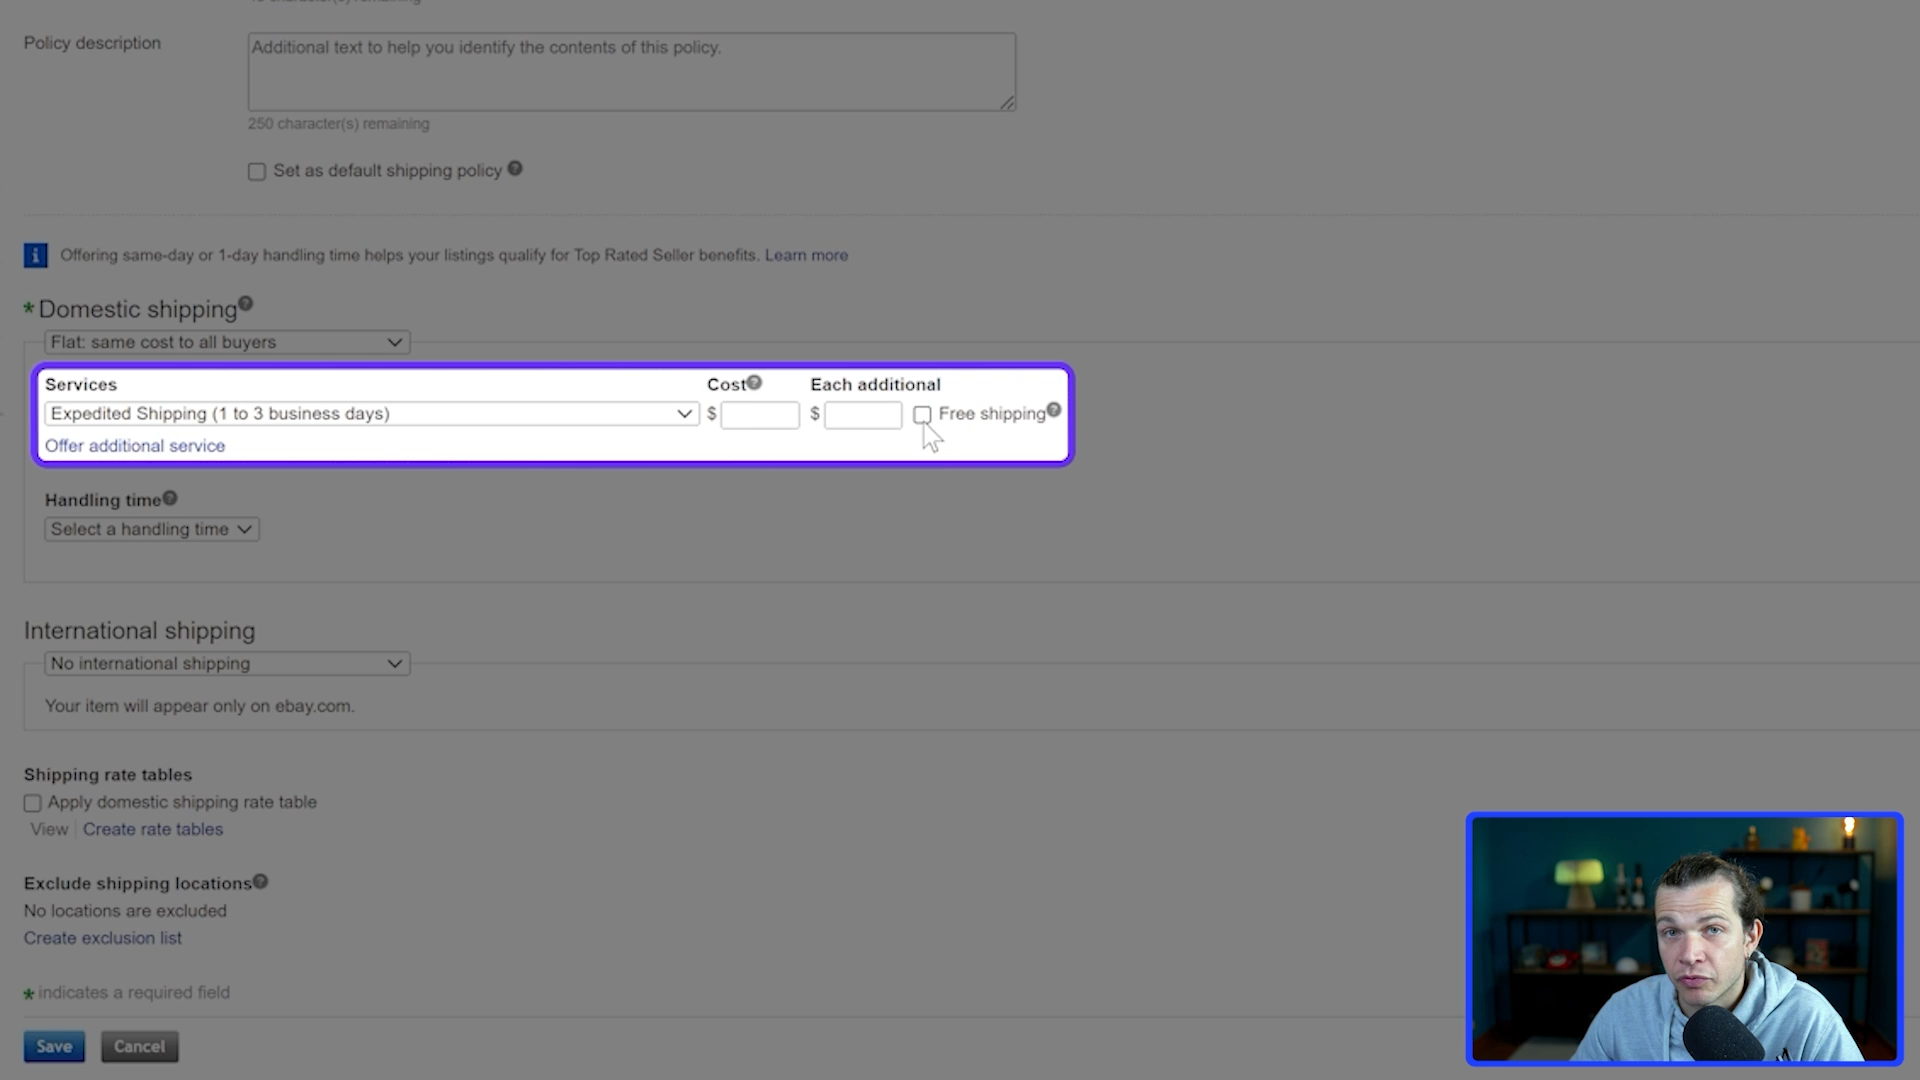 Policy description
Additional text to help you identify the contents of this policy.
250 character(s) remaining
Set as default shipping policy
Offering same-day or 1-day handling time helps your listings qualify for Top Rated Seller benefits. Learn more
* Domestic shipping
Flat: same cost to all buyers
Services Cost Each additional
Expedited Shipping (1 to 3 business days) $ $ Free shipping
Offer additional service
Handling time
Select a handling time
International shipping
No international shipping
Your item will appear only on ebay.com.
Shipping rate tables
Apply domestic shipping rate table
View Create rate tables
Exclude shipping locations
No locations are excluded
Create exclusion list
* indicates a required field
Save Cancel